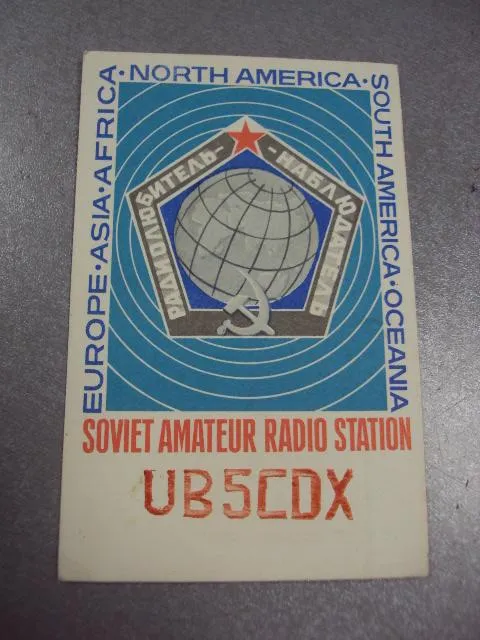 EUROPE·ASIA·AFRICA·NORTH AMERICA·SOUTH AMERICA·OCEANIA
РАДИОЛЮБИТЕЛЬ-
-НАБЛЮДАТЕЛЬ
SOVIET AMATEUR RADIO STATION
UB5CDX